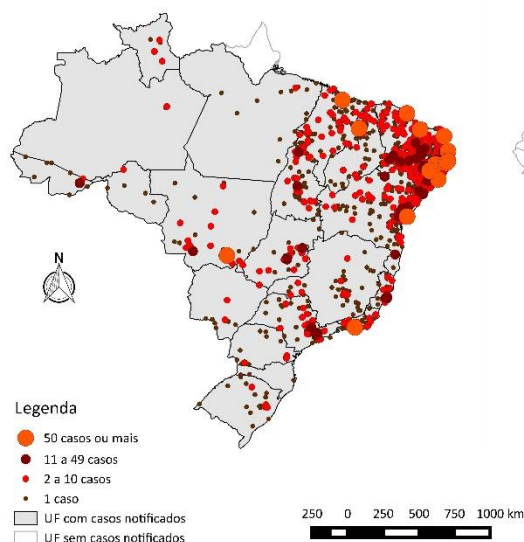 N
Legenda
50 casos ou mais
11 a 49 casos
2 a 10 casos
1 caso
UF com casos notificados
UF sem casos notificados
250 0 250 500 750 1000 km